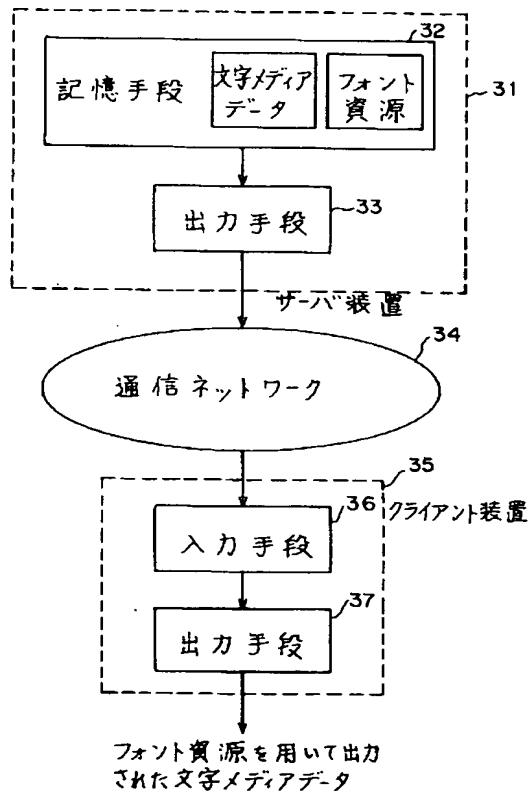 32
記憶手段
文字メディア
データ
フォント
資源
31
33
出力手段
サーバ装置
34
通信ネットワーク
35
36
クライアント装置
入力手段
37
出力手段
フォント資源を用いて出力
された文字メディアデータ